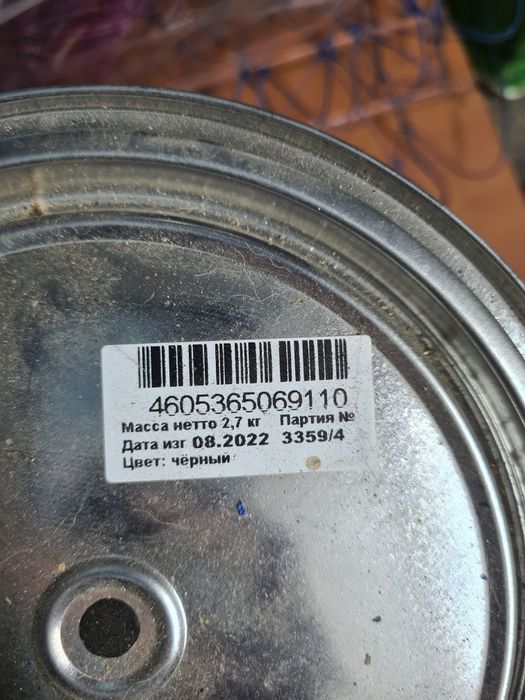 4605365069110
Масса нетто 2,7 кг Партия №
Дата изг 08.2022 3359/4
Цвет: чёрный